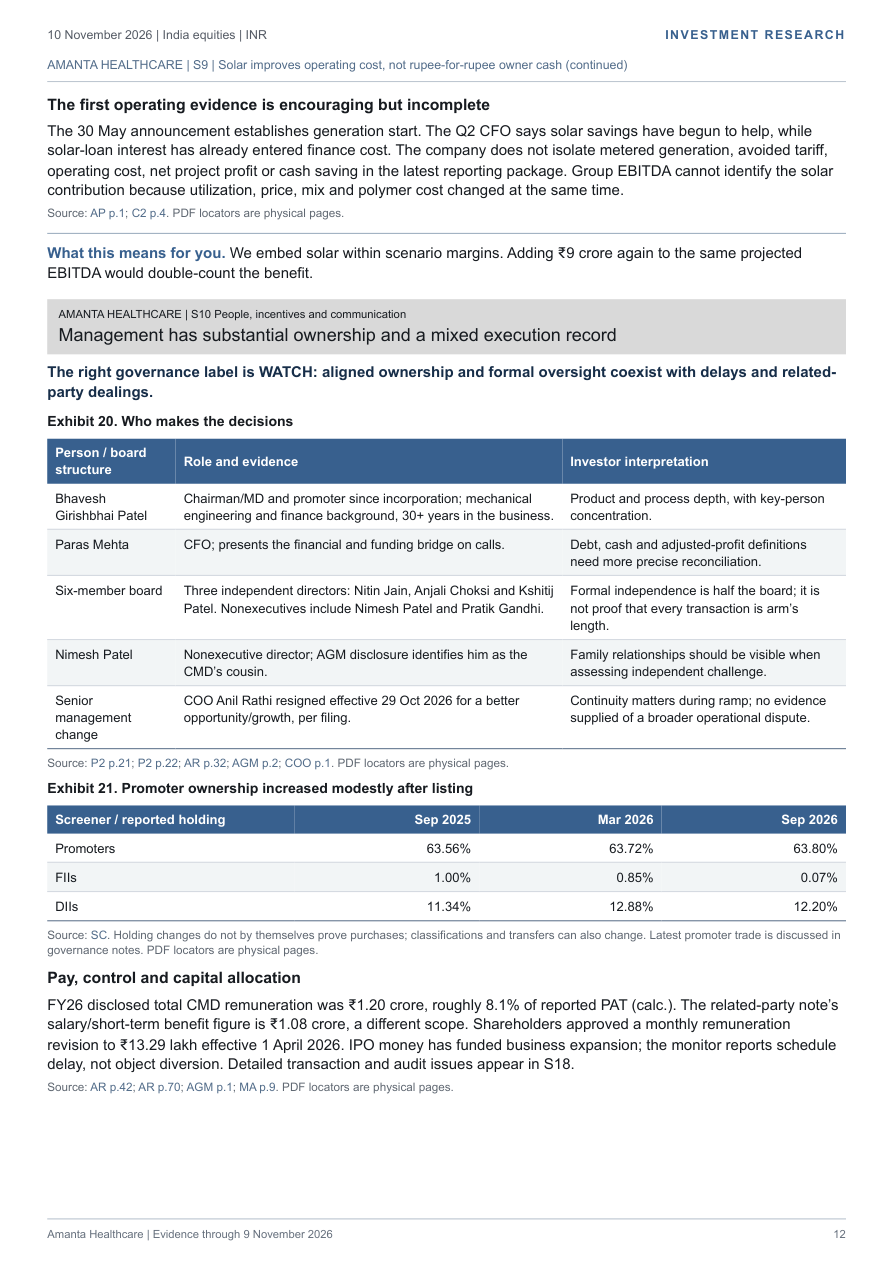 10 November 2026 | India equities | INR
INVESTMENT RESEARCH
AMANTA HEALTHCARE | S9 | Solar improves operating cost, not rupee-for-rupee owner cash (continued)
The first operating evidence is encouraging but incomplete
The 30 May announcement establishes generation start. The Q2 CFO says solar savings have begun to help, while
solar-loan interest has already entered finance cost. The company does not isolate metered generation, avoided tariff,
operating cost, net project profit or cash saving in the latest reporting package. Group EBITDA cannot identify the solar
contribution because utilization, price, mix and polymer cost changed at the same time.
Source: AP p.1; C2 p.4. PDF locators are physical pages.
What this means for you. We embed solar within scenario margins. Adding ₹9 crore again to the same projected
EBITDA would double-count the benefit.
AMANTA HEALTHCARE | S10 People, incentives and communication
Management has substantial ownership and a mixed execution record
The right governance label is WATCH: aligned ownership and formal oversight coexist with delays and related-
party dealings.
Exhibit 20. Who makes the decisions
Person / board
structure
Role and evidence
Investor interpretation
Bhavesh
Girishbhai Patel
Chairman/MD and promoter since incorporation; mechanical
engineering and finance background, 30+ years in the business.
Product and process depth, with key-person
concentration.
Paras Mehta
CFO; presents the financial and funding bridge on calls.
Debt, cash and adjusted-profit definitions
need more precise reconciliation.
Six-member board
Three independent directors: Nitin Jain, Anjali Choksi and Kshitij
Patel. Nonexecutives include Nimesh Patel and Pratik Gandhi.
Formal independence is half the board; it is
not proof that every transaction is arm’s
length.
Nimesh Patel
Nonexecutive director; AGM disclosure identifies him as the
CMD’s cousin.
Family relationships should be visible when
assessing independent challenge.
Senior
management
change
COO Anil Rathi resigned effective 29 Oct 2026 for a better
opportunity/growth, per filing.
Continuity matters during ramp; no evidence
supplied of a broader operational dispute.
Source: P2 p.21; P2 p.22; AR p.32; AGM p.2; COO p.1. PDF locators are physical pages.
Exhibit 21. Promoter ownership increased modestly after listing
Screener / reported holding Sep 2025 Mar 2026 Sep 2026
Promoters 63.56% 63.72% 63.80%
FIIs 1.00% 0.85% 0.07%
DIIs 11.34% 12.88% 12.20%
Source: SC. Holding changes do not by themselves prove purchases; classifications and transfers can also change. Latest promoter trade is discussed in
governance notes. PDF locators are physical pages.
Pay, control and capital allocation
FY26 disclosed total CMD remuneration was ₹1.20 crore, roughly 8.1% of reported PAT (calc.). The related-party note’s
salary/short-term benefit figure is ₹1.08 crore, a different scope. Shareholders approved a monthly remuneration
revision to ₹13.29 lakh effective 1 April 2026. IPO money has funded business expansion; the monitor reports schedule
delay, not object diversion. Detailed transaction and audit issues appear in S18.
Source: AR p.42; AR p.70; AGM p.1; MA p.9. PDF locators are physical pages.
Amanta Healthcare | Evidence through 9 November 2026
12